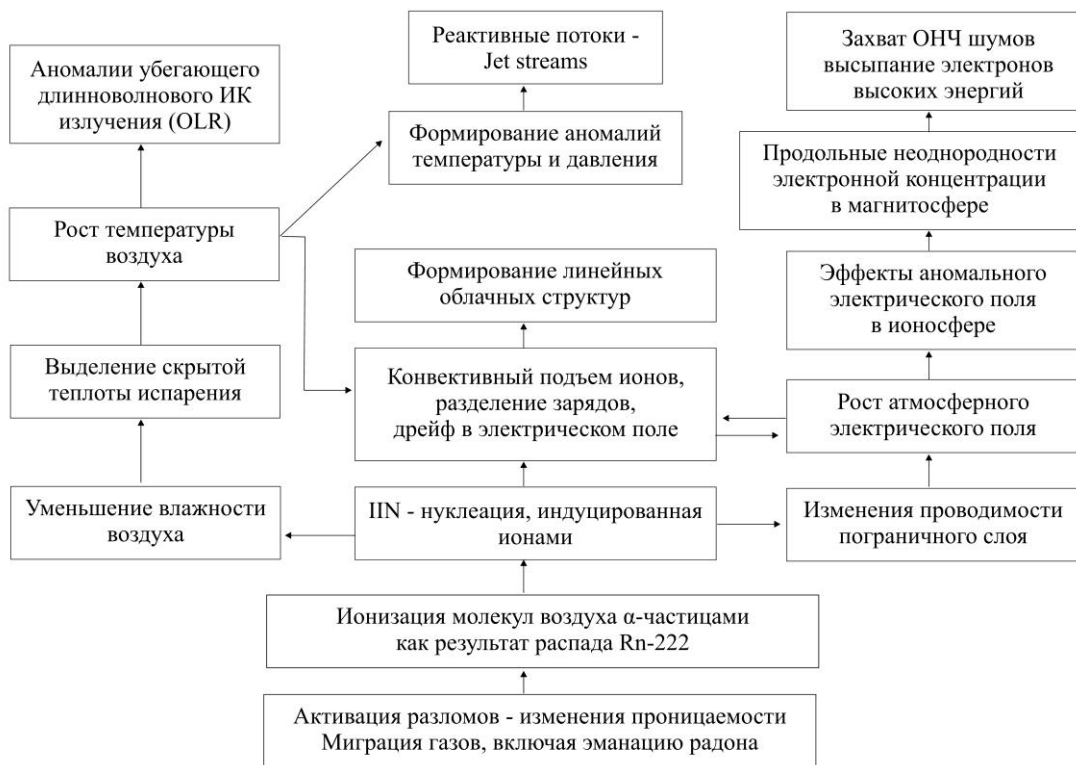 Реактивные потоки -
Jet streams
Захват ОНЧ шумов
высыпание электронов
высоких энергий
Аномалии убегающего
длинноволнового ИК
излучения (OLR)
Формирование аномалий
температуры и давления
Продольные неоднородности
электронной концентрации
в магнитосфере
Рост температуры
воздуха
Формирование линейных
облачных структур
Эффекты аномального
электрического поля
в ионосфере
Выделение скрытой
теплоты испарения
Конвективный подъем ионов,
разделение зарядов,
дрейф в электрическом поле
Рост атмосферного
электрического поля
Уменьшение влажности
воздуха
IIN - нуклеация, индуцированная
ионами
Изменения проводимости
пограничного слоя
Ионизация молекул воздуха α-частицами
как результат распада Rn-222
Активация разломов - изменения проницаемости
Миграция газов, включая эманацию радона